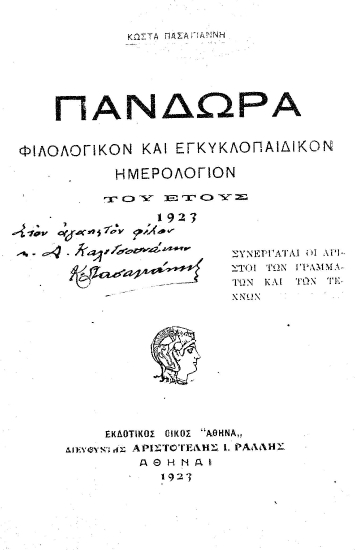 ΚΩΣΤΑ ΠΑΣΑΓΙΑΝΝΗ
ΠΑΝΔΩΡΑ
ΦΙΛΟΛΟΓΙΚΟΝ ΚΑΙ ΕΓΚΥΚΛΟΠΑΙΔΙΚΟΝ
ΗΜΕΡΟΛΟΓΙΟΝ
ΤΟΥ ΕΤΟΥΣ
1923
Στον αγαπητόν φίλον
κ. Δ.
Κ. Πασαγιάννης
ΣΥΝΕΡΓΑΤΑΙ ΟΙ ΑΡΙ-
ΣΤΟΙ ΤΩΝ ΓΡΑΜΜΑ-
ΤΩΝ ΚΑΙ ΤΩΝ ΤΕ-
ΧΝΩΝ
ΕΚΔΟΤΙΚΟΣ ΟΙΚΟΣ "ΑΘΗΝΑ,,
ΔΙΕΥΘΥΝΤΗΣ ΑΡΙΣΤΟΤΕΛΗΣ Ι. ΡΑΛΛΗΣ
ΑΘΗΝΑΙ
1923